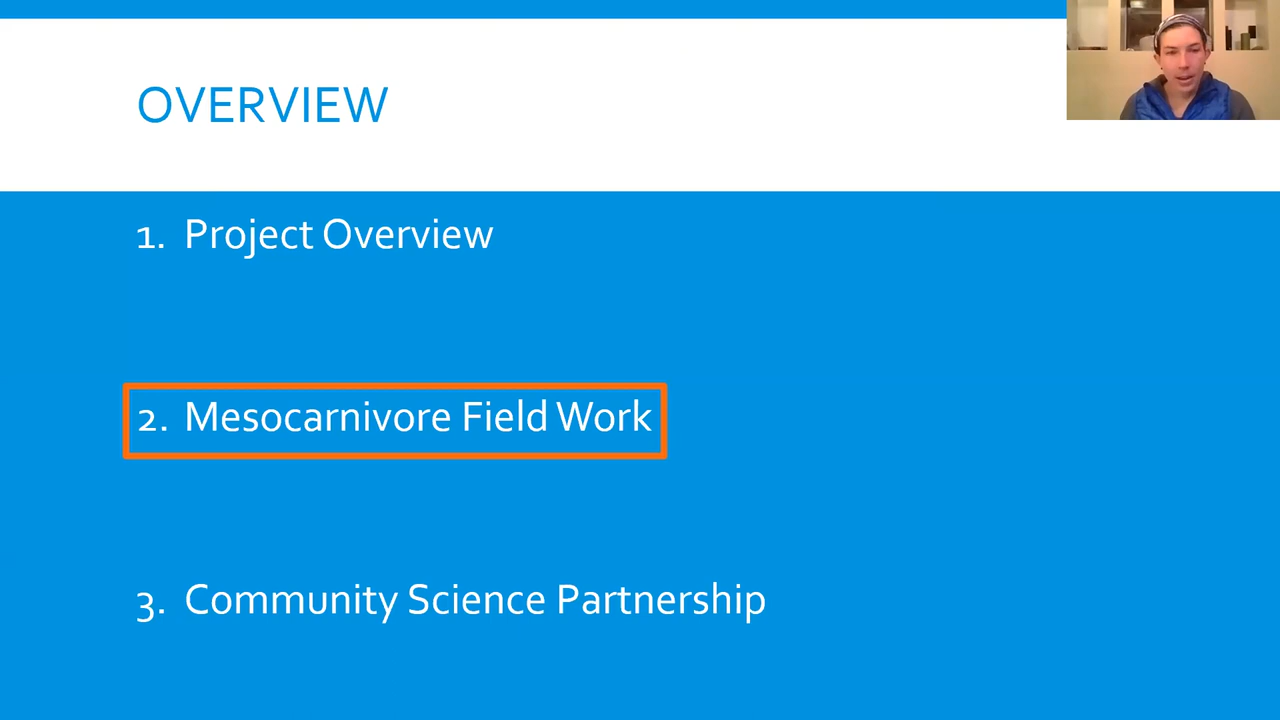 OVERVIEW
1. Project Overview
2. Mesocarnivore Field Work
3. Community Science Partnership